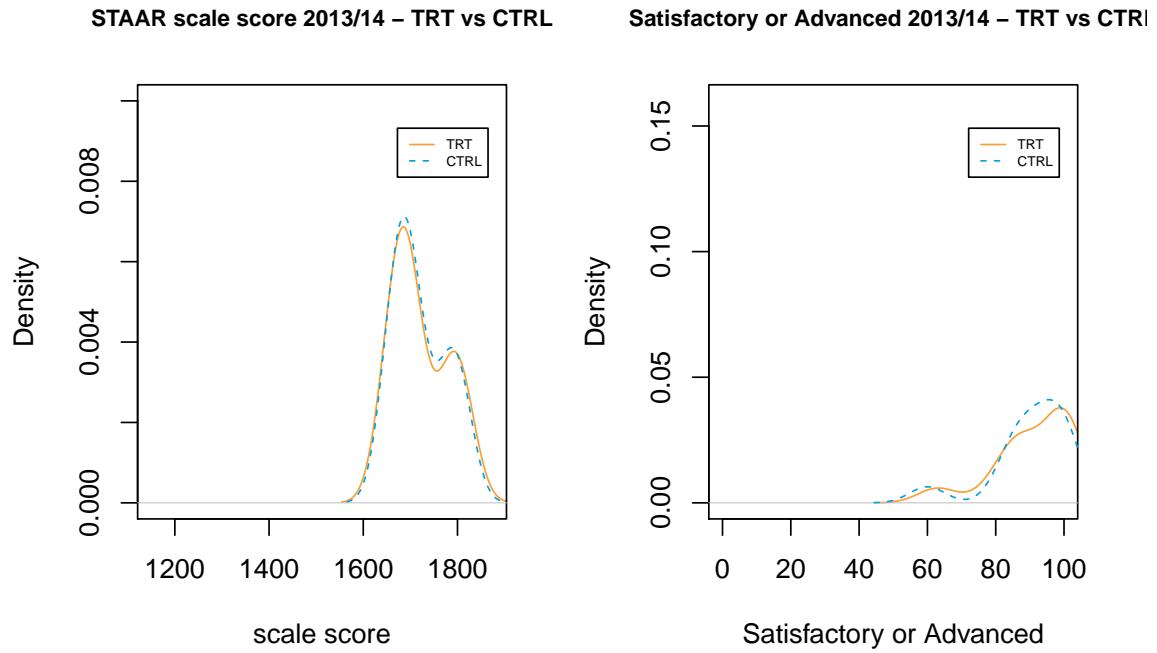 STAAR scale score 2013/14 – TRT vs CTRL
0.008
0.004
0.000
Density
TRT
CTRL
1200 1400 1600 1800
scale score
Satisfactory or Advanced 2013/14 – TRT vs CTRL
0.15
0.10
0.05
0.00
Density
TRT
CTRL
0 20 40 60 80 100
Satisfactory or Advanced